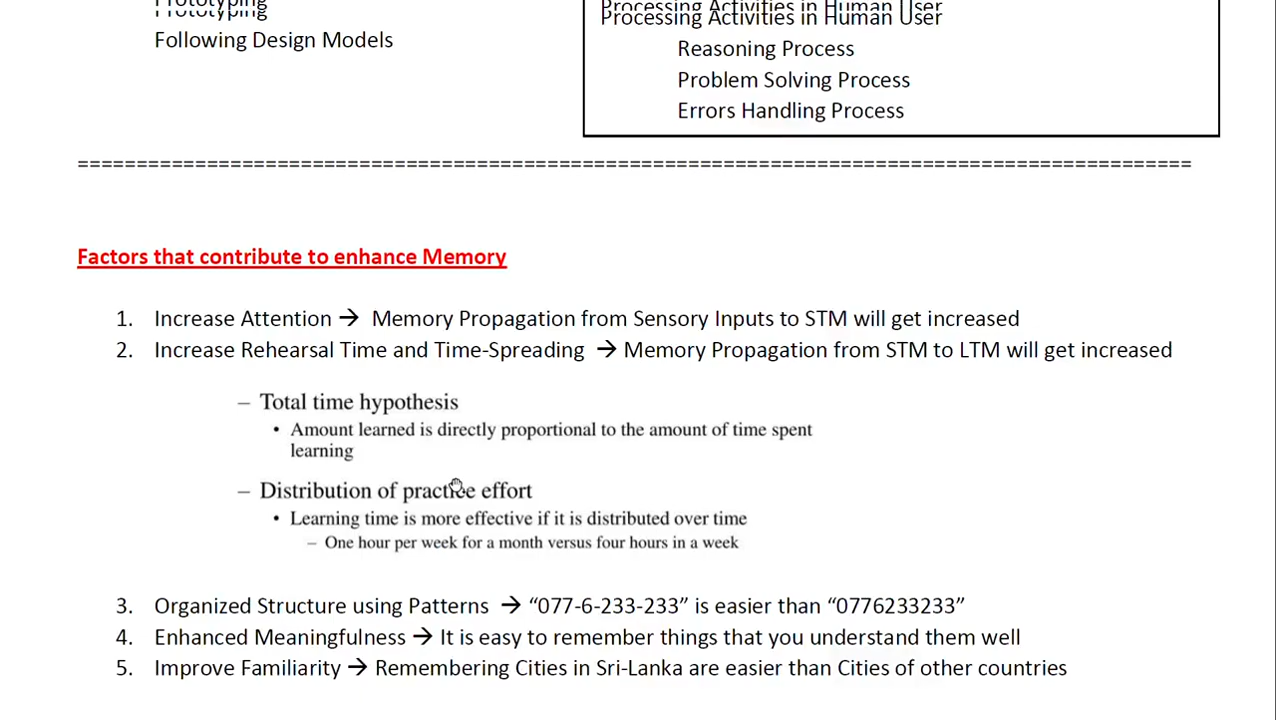 Prototyping
Following Design Models
Processing Activities in Human User
Reasoning Process
Problem Solving Process
Errors Handling Process
===============================================================================================
Factors that contribute to enhance Memory
1. Increase Attention → Memory Propagation from Sensory Inputs to STM will get increased
2. Increase Rehearsal Time and Time-Spreading → Memory Propagation from STM to LTM will get increased
– Total time hypothesis
• Amount learned is directly proportional to the amount of time spent
learning
– Distribution of practice effort
• Learning time is more effective if it is distributed over time
– One hour per week for a month versus four hours in a week
3. Organized Structure using Patterns → “077-6-233-233” is easier than “0776233233”
4. Enhanced Meaningfulness → It is easy to remember things that you understand them well
5. Improve Familiarity → Remembering Cities in Sri-Lanka are easier than Cities of other countries